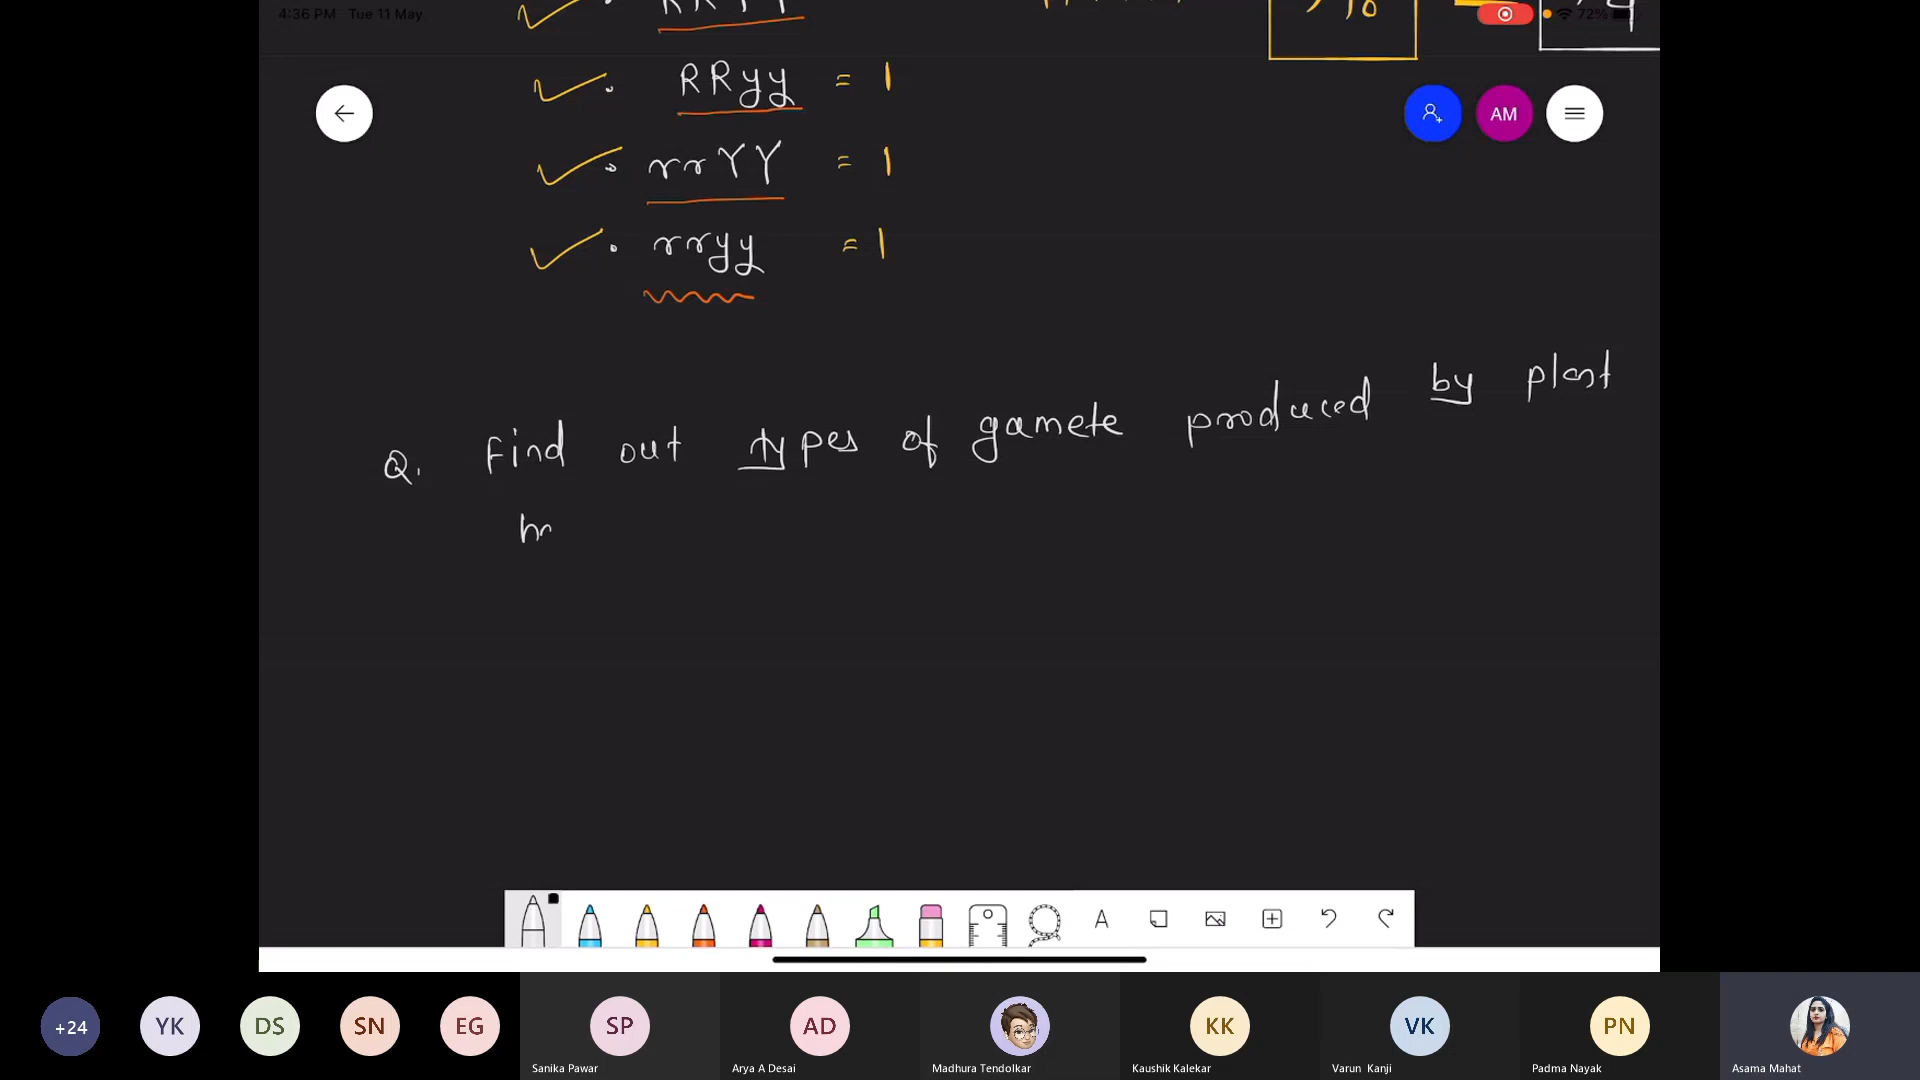 4:36 PM Tue 11 May
72%
RRyy = 1
AM
rrYY = 1
rryy = 1
Q. Find out types of gamete produced by plant
A
+24
YK
DS
SN
EG
SP
AD
KK
VK
PN
Sanika Pawar
Arya A Desai
Madhura Tendolkar
Kaushik Kalekar
Varun Kanji
Padma Nayak
Asama Mahat